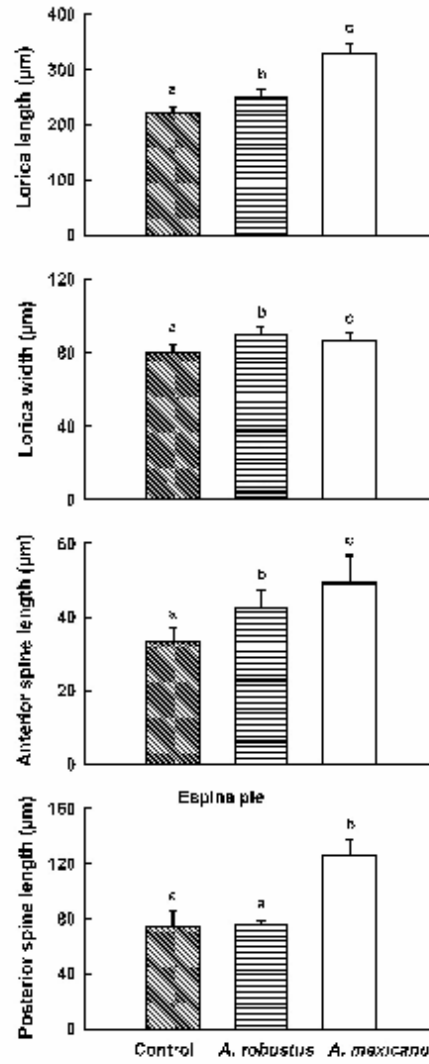 400
300
200
100
0
Lorica length (µm)
a
b
c
120
80
40
0
Lorica width (µm)
a
b
c
60
40
20
0
Anterior spine length (µm)
a
b
c
Espina pie
160
120
80
40
0
Posterior spine length (µm)
a
a
b
Control A. robustus A. mexicanu